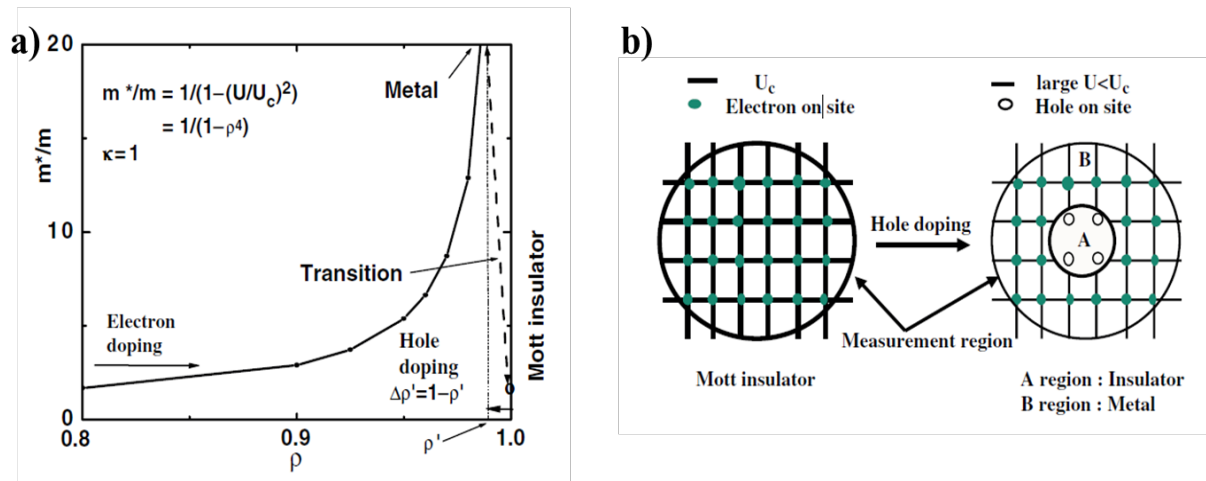 a)
20
10
0
m*/m
m */m = 1/(1−(U/U_c)²)
= 1/(1−ρ⁴)
κ=1
Metal
Transition
Electron
doping
Hole
doping
Δρ'=1−ρ'
Mott insulator
0.8
0.9
ρ'
1.0
ρ
b)
U_c
Electron on site
large U<U_c
Hole on site
B
A
Hole doping
Measurement region
Mott insulator
A region : Insulator
B region : Metal